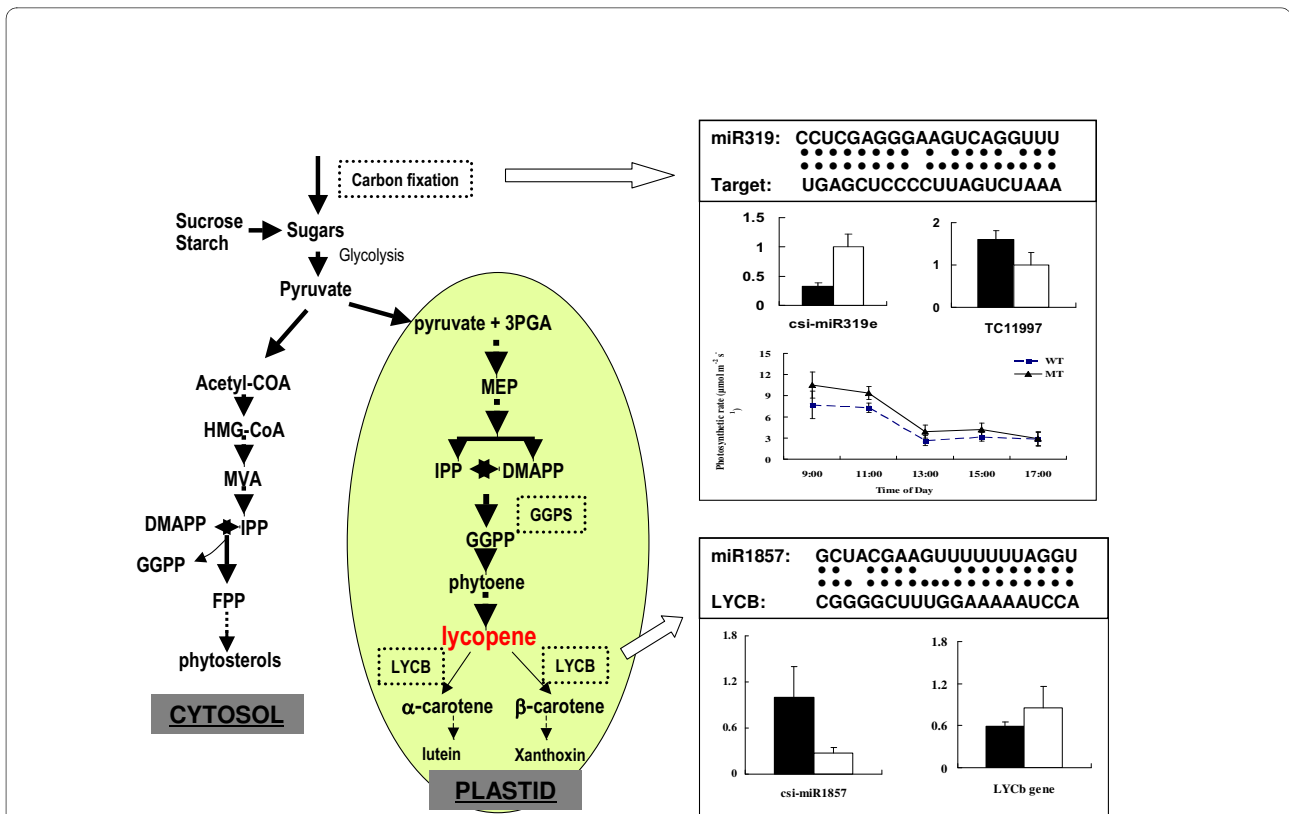 Carbon fixation
Sucrose
Starch
Sugars
Glycolysis
Pyruvate
Acetyl-COA
HMG-CoA
MVA
DMAPP
IPP
GGPP
FPP
phytosterols
CYTOSOL
pyruvate + 3PGA
MEP
IPP
DMAPP
GGPS
GGPP
phytoene
lycopene
LYCB
LYCB
α-carotene
β-carotene
lutein
Xanthoxin
PLASTID
miR319: CCUCGAGGGAAGUCAGGUUU
Target: UGAGCUCCCCUUAGUCUAAA
1.5
1
0.5
0
csi-miR319e
2
1
0
TC11997
Photosynthetic rate (μmol m⁻² s
1)
15
12
9
6
3
0
WT
MT
9:00 11:00 13:00 15:00 17:00
Time of Day
miR1857: GCUACGAAGUUUUUUUAGGU
LYCB: CGGGGCUUUGGAAAAAUCCA
1.8
1.2
0.6
0
csi-miR1857
1.8
1.2
0.6
0
LYCb gene